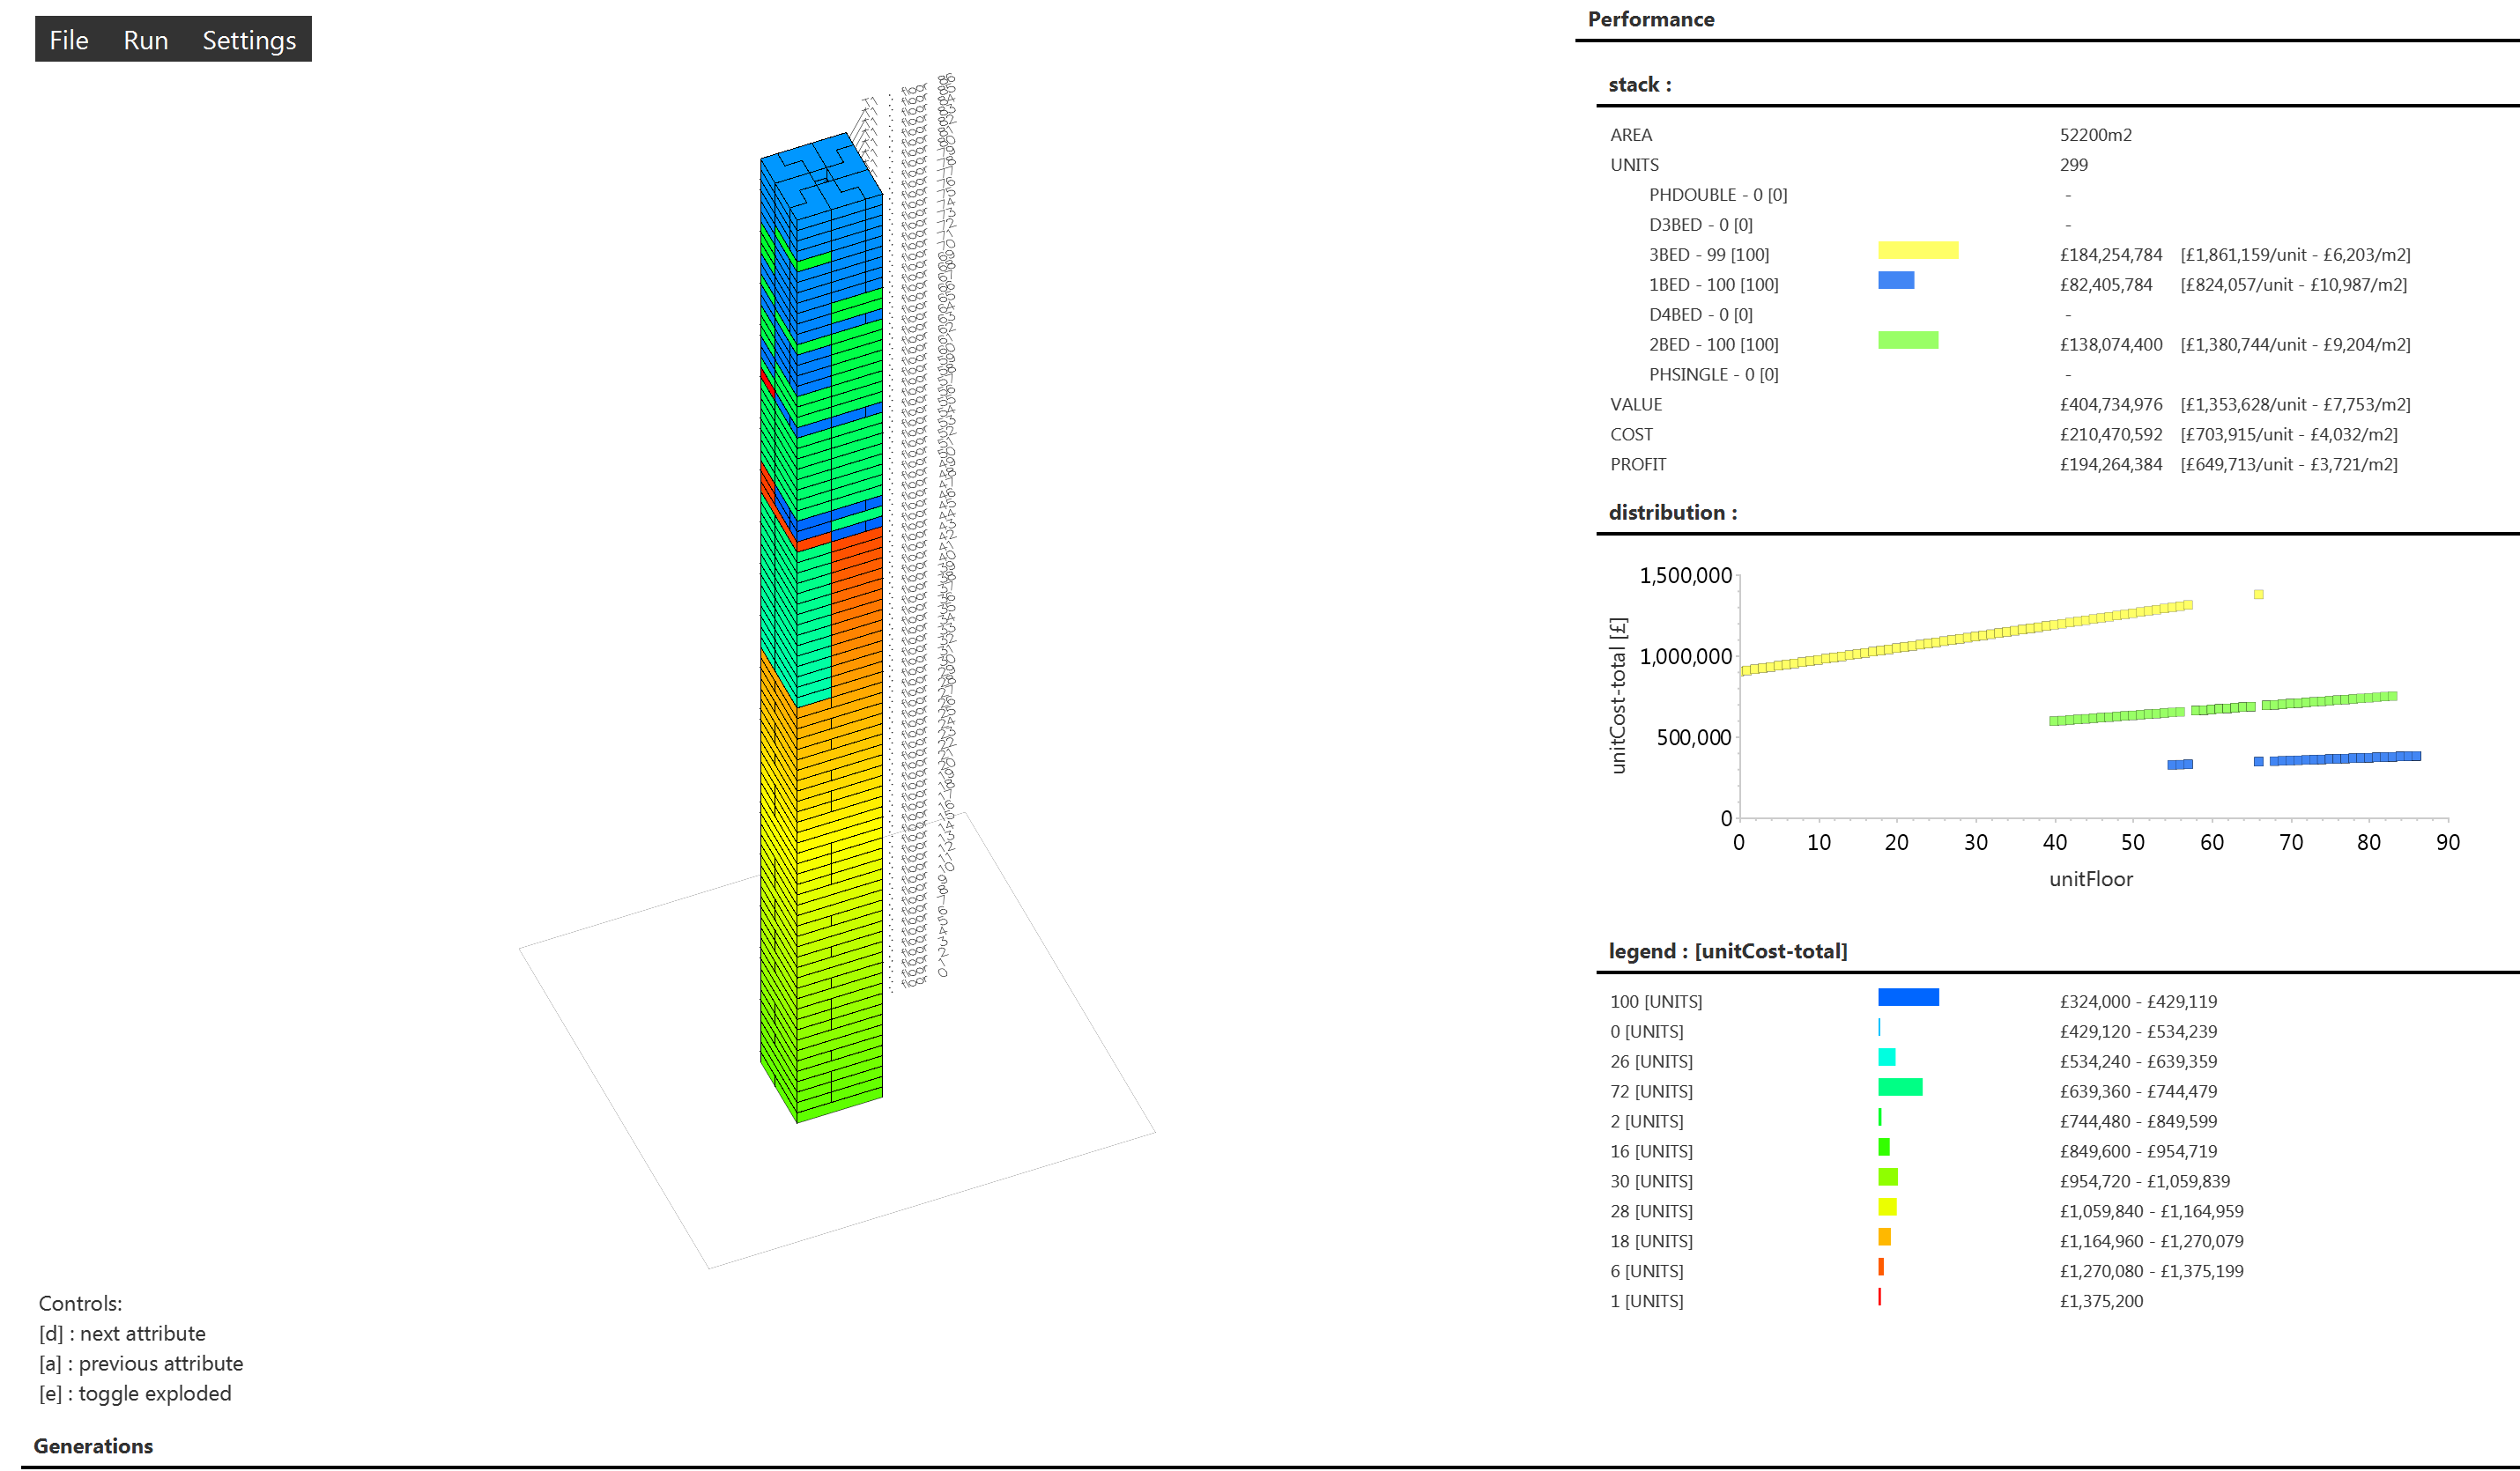 File Run Settings
Performance
stack :
AREA 52200m2
UNITS 299
PHDOUBLE - 0 [0] -
D3BED - 0 [0] -
3BED - 99 [100] £184,254,784 [£1,861,159/unit - £6,203/m2]
1BED - 100 [100] £82,405,784 [£824,057/unit - £10,987/m2]
D4BED - 0 [0] -
2BED - 100 [100] £138,074,400 [£1,380,744/unit - £9,204/m2]
PHSINGLE - 0 [0] -
VALUE £404,734,976 [£1,353,628/unit - £7,753/m2]
COST £210,470,592 [£703,915/unit - £4,032/m2]
PROFIT £194,264,384 [£649,713/unit - £3,721/m2]
distribution :
unitCost-total [£]
1,500,000
1,000,000
500,000
0
0 10 20 30 40 50 60 70 80 90
unitFloor
legend : [unitCost-total]
100 [UNITS] £324,000 - £429,119
0 [UNITS] £429,120 - £534,239
26 [UNITS] £534,240 - £639,359
72 [UNITS] £639,360 - £744,479
2 [UNITS] £744,480 - £849,599
16 [UNITS] £849,600 - £954,719
30 [UNITS] £954,720 - £1,059,839
28 [UNITS] £1,059,840 - £1,164,959
18 [UNITS] £1,164,960 - £1,270,079
6 [UNITS] £1,270,080 - £1,375,199
1 [UNITS] £1,375,200
Controls:
[d] : next attribute
[a] : previous attribute
[e] : toggle exploded
Generations